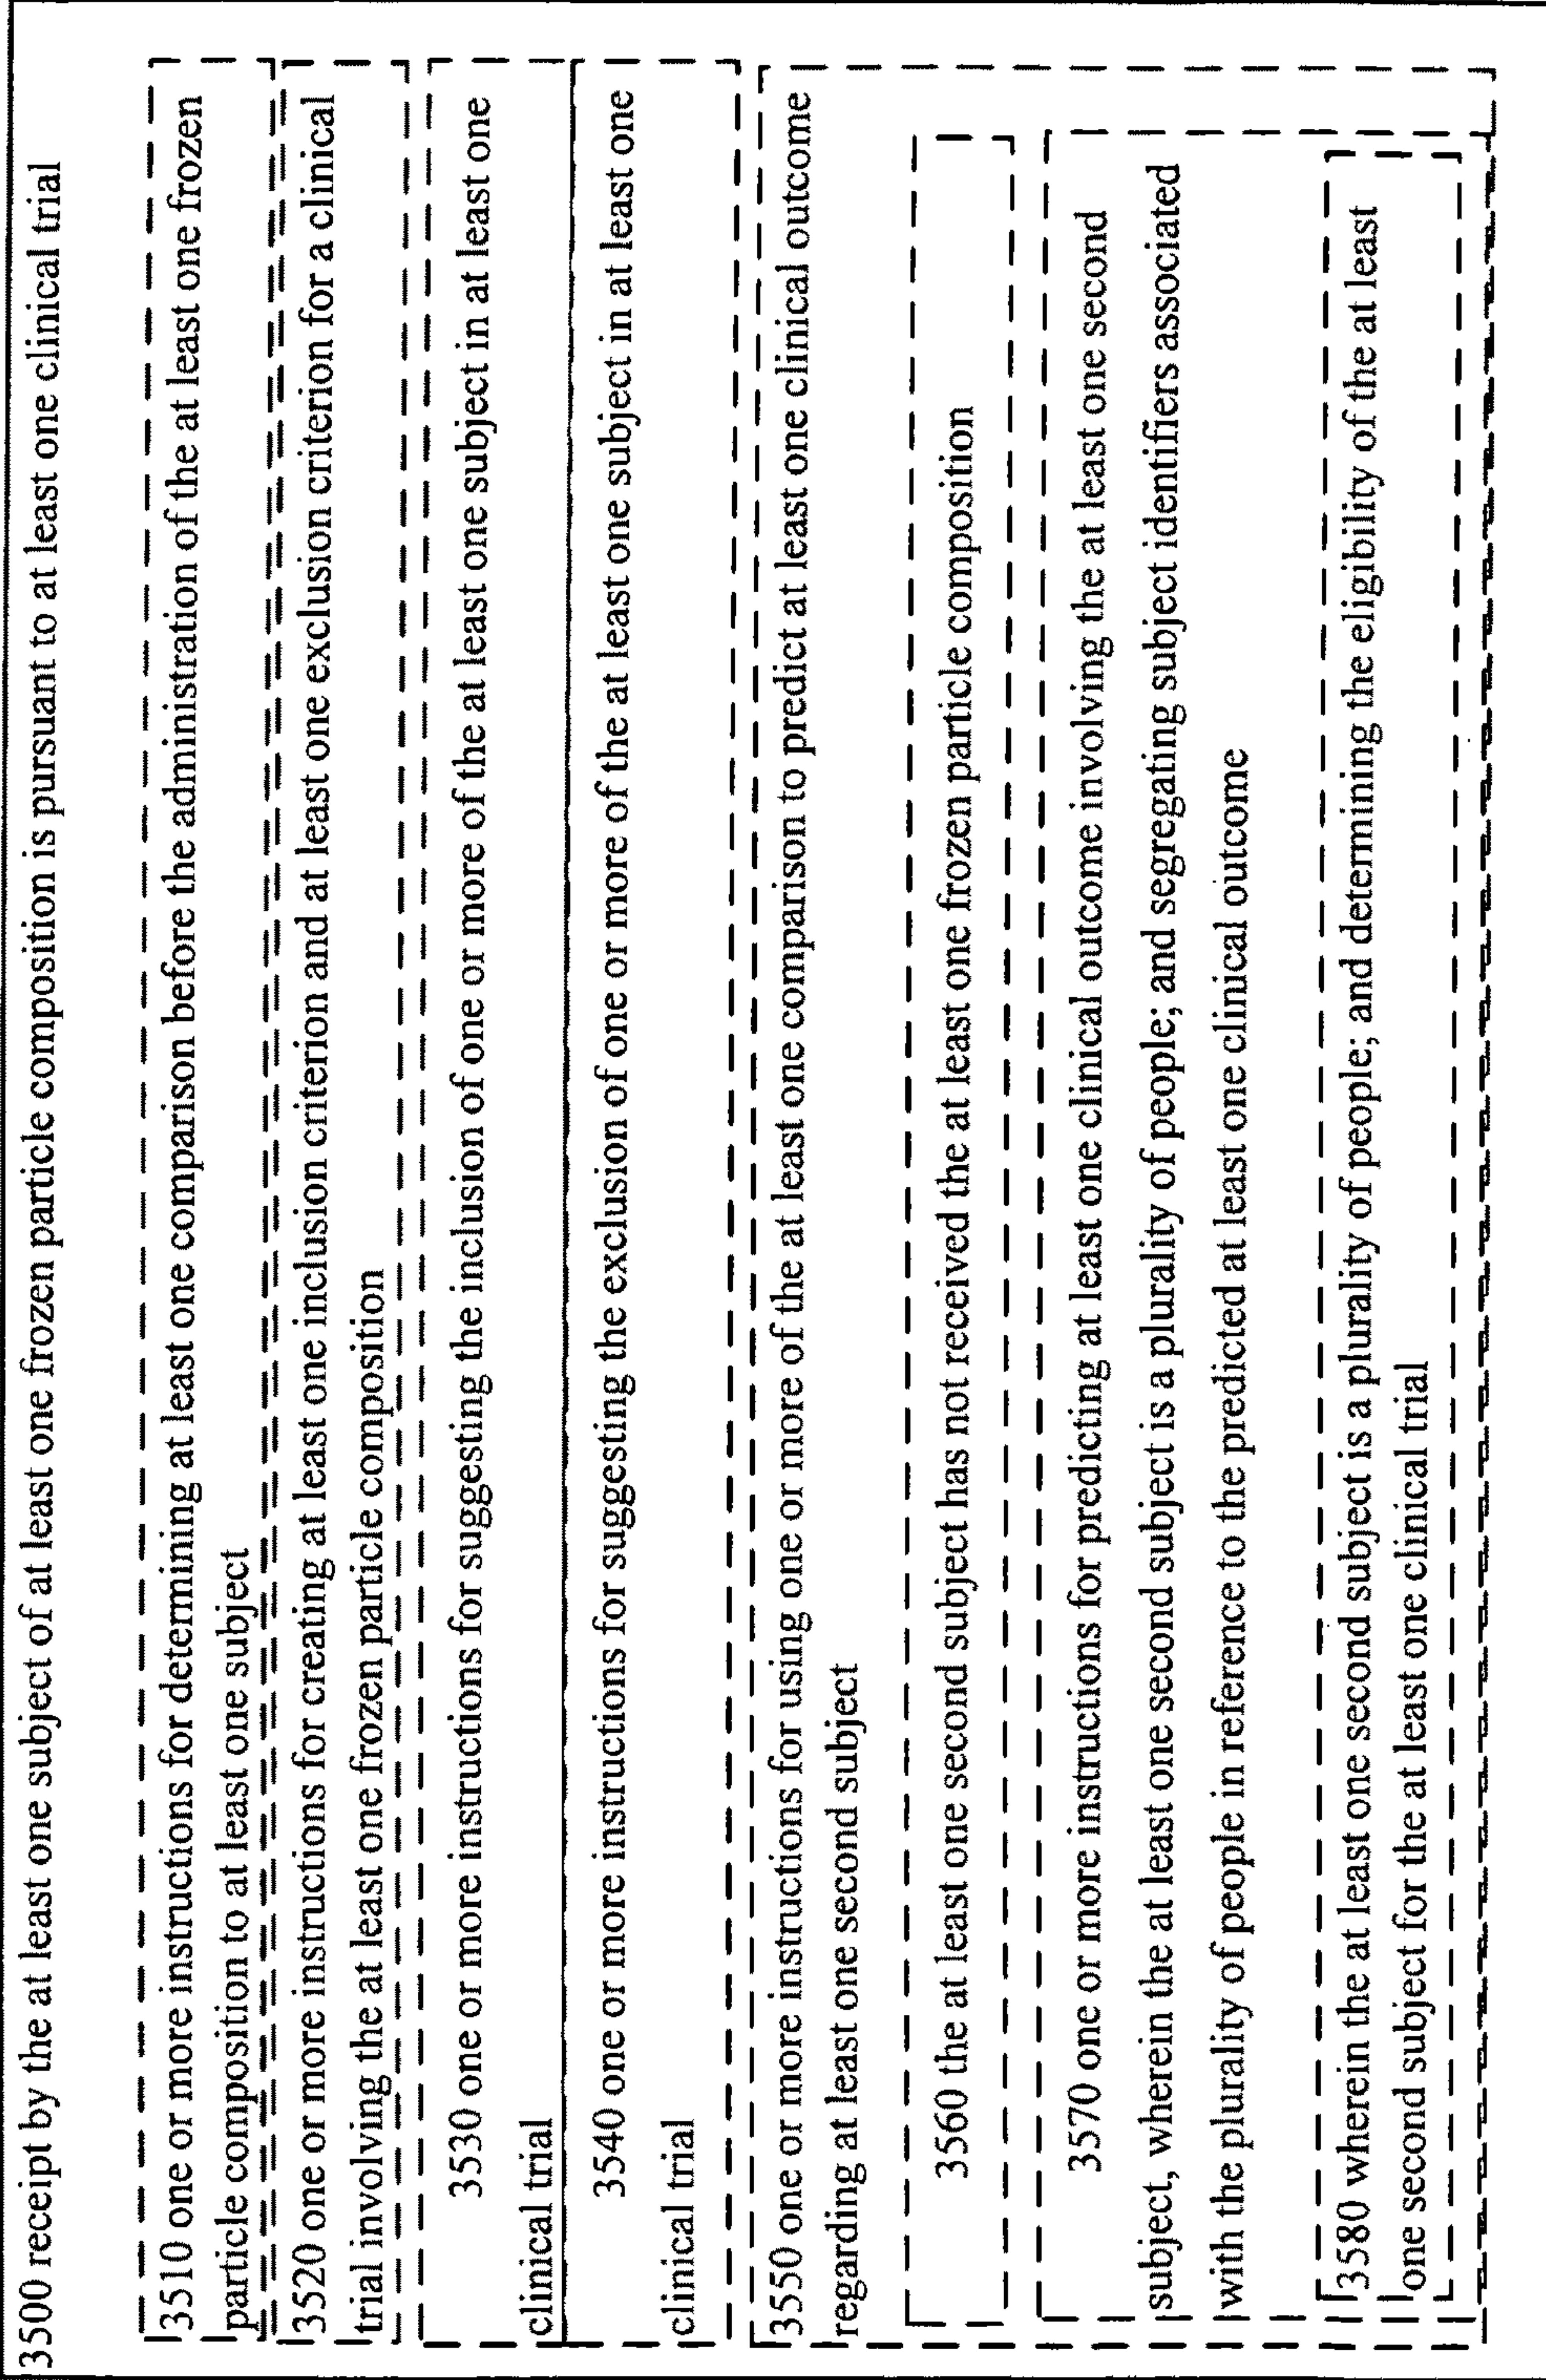 3500 receipt by the at least one subject of at least one frozen particle composition is pursuant to at least one clinical trial
3510 one or more instructions for determining at least one comparison before the administration of the at least one frozen
particle composition to at least one subject
3520 one or more instructions for creating at least one inclusion criterion and at least one exclusion criterion for a clinical
trial involving the at least one frozen particle composition
3530 one or more instructions for suggesting the inclusion of one or more of the at least one subject in at least one
clinical trial
3540 one or more instructions for suggesting the exclusion of one or more of the at least one subject in at least one
clinical trial
3550 one or more instructions for using one or more of the at least one comparison to predict at least one clinical outcome
regarding at least one second subject
3560 the at least one second subject has not received the at least one frozen particle composition
3570 one or more instructions for predicting at least one clinical outcome involving the at least one second
subject, wherein the at least one second subject is a plurality of people; and segregating subject identifiers associated
with the plurality of people in reference to the predicted at least one clinical outcome
3580 wherein the at least one second subject is a plurality of people; and determining the eligibility of the at least
one second subject for the at least one clinical trial